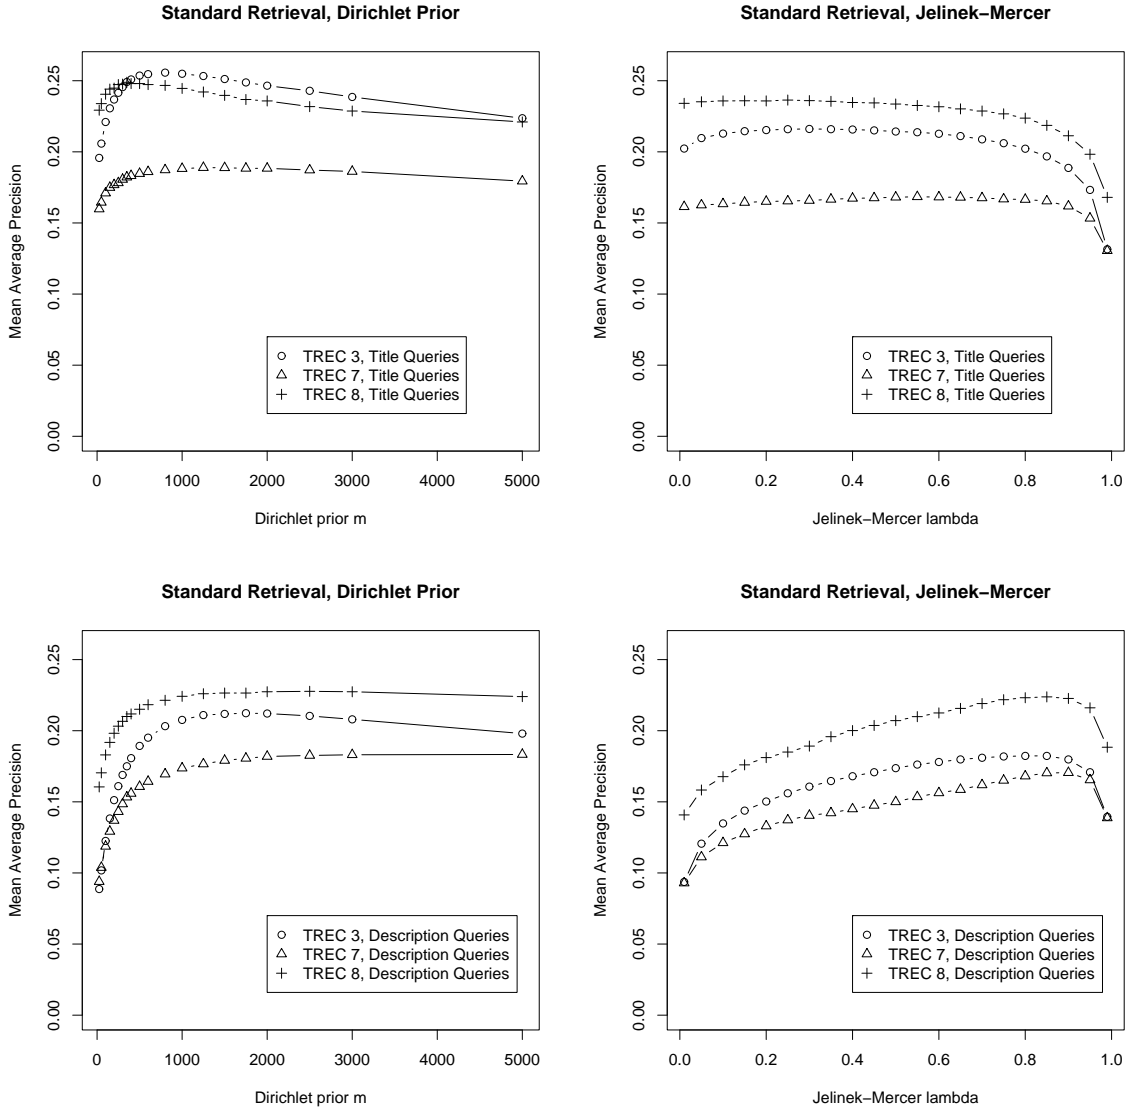 Standard Retrieval, Dirichlet Prior
Mean Average Precision
0.00 0.05 0.10 0.15 0.20 0.25
TREC 3, Title Queries
TREC 7, Title Queries
TREC 8, Title Queries
0 1000 2000 3000 4000 5000
Dirichlet prior m
Standard Retrieval, Jelinek−Mercer
Mean Average Precision
0.00 0.05 0.10 0.15 0.20 0.25
TREC 3, Title Queries
TREC 7, Title Queries
TREC 8, Title Queries
0.0 0.2 0.4 0.6 0.8 1.0
Jelinek−Mercer lambda
Standard Retrieval, Dirichlet Prior
Mean Average Precision
0.00 0.05 0.10 0.15 0.20 0.25
TREC 3, Description Queries
TREC 7, Description Queries
TREC 8, Description Queries
0 1000 2000 3000 4000 5000
Dirichlet prior m
Standard Retrieval, Jelinek−Mercer
Mean Average Precision
0.00 0.05 0.10 0.15 0.20 0.25
TREC 3, Description Queries
TREC 7, Description Queries
TREC 8, Description Queries
0.0 0.2 0.4 0.6 0.8 1.0
Jelinek−Mercer lambda